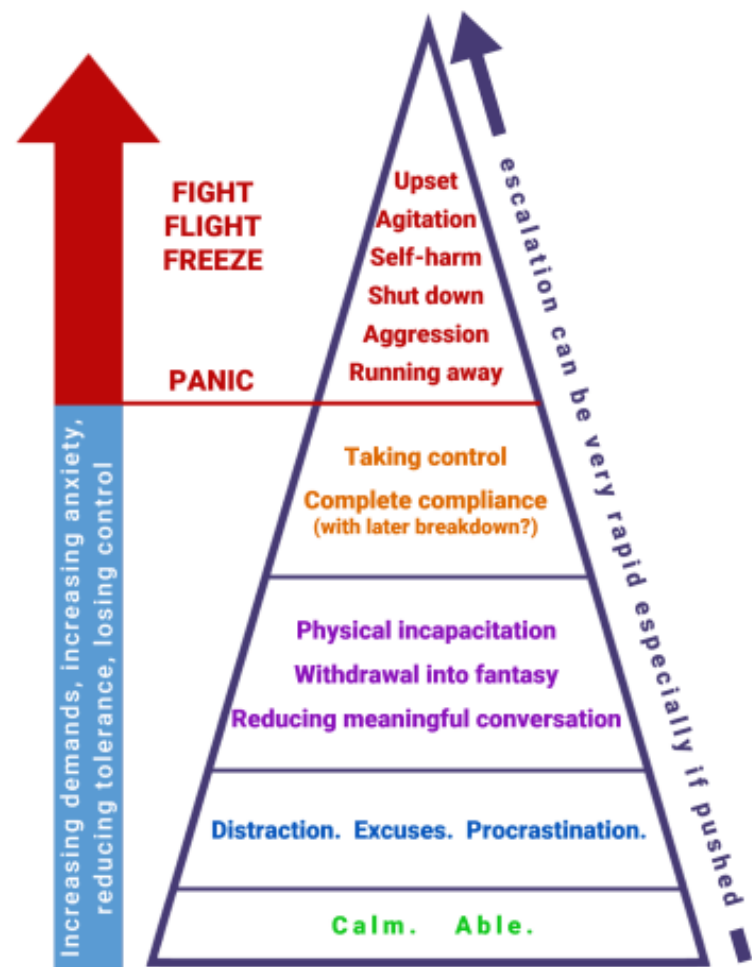 FIGHT
FLIGHT
FREEZE
PANIC
Increasing demands, increasing anxiety,
reducing tolerance, losing control
Upset
Agitation
Self-harm
Shut down
Aggression
Running away
Taking control
Complete compliance
(with later breakdown?)
Physical incapacitation
Withdrawal into fantasy
Reducing meaningful conversation
Distraction. Excuses. Procrastination.
Calm. Able.
escalation can be very rapid especially if pushed